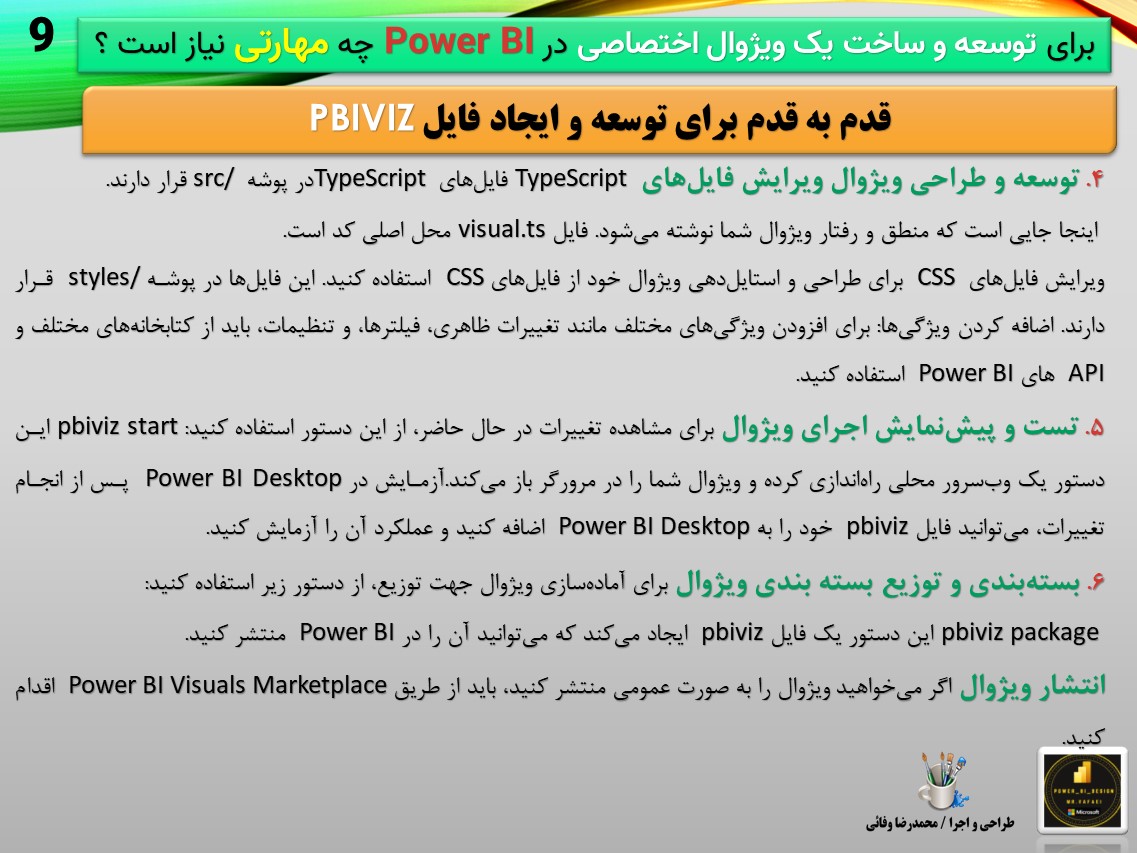 9
برای توسعه و ساخت یک ویژوال اختصاصی در Power BI چه مهارتی نیاز است ؟
قدم به قدم برای توسعه و ایجاد فایل PBIVIZ
۴. توسعه و طراحی ویژوال ویرایش فایل‌های TypeScript فایل‌های TypeScriptدر پوشه src/ قرار دارند.
اینجا جایی است که منطق و رفتار ویژوال شما نوشته می‌شود. فایل visual.ts محل اصلی کد است.
ویرایش فایل‌های CSS برای طراحی و استایل‌دهی ویژوال خود از فایل‌های CSS استفاده کنید. این فایل‌ها در پوشه styles/ قرار
دارند. اضافه کردن ویژگی‌ها: برای افزودن ویژگی‌های مختلف مانند تغییرات ظاهری، فیلترها، و تنظیمات، باید از کتابخانه‌های مختلف و
API های Power BI استفاده کنید.
۵. تست و پیش‌نمایش اجرای ویژوال برای مشاهده تغییرات در حال حاضر، از این دستور استفاده کنید: pbiviz start این
دستور یک وب‌سرور محلی راه‌اندازی کرده و ویژوال شما را در مرورگر باز می‌کند.آزمایش در Power BI Desktop پس از انجام
تغییرات، می‌توانید فایل pbiviz خود را به Power BI Desktop اضافه کنید و عملکرد آن را آزمایش کنید.
۶. بسته‌بندی و توزیع بسته بندی ویژوال برای آماده‌سازی ویژوال جهت توزیع، از دستور زیر استفاده کنید:
pbiviz package این دستور یک فایل pbiviz ایجاد می‌کند که می‌توانید آن را در Power BI منتشر کنید.
انتشار ویژوال اگر می‌خواهید ویژوال را به صورت عمومی منتشر کنید، باید از طریق Power BI Visuals Marketplace اقدام
کنید.
طراحی و اجرا / محمدرضا وفائی
POWER_BI_DESIGN
MR.VAFAEI
Microsoft